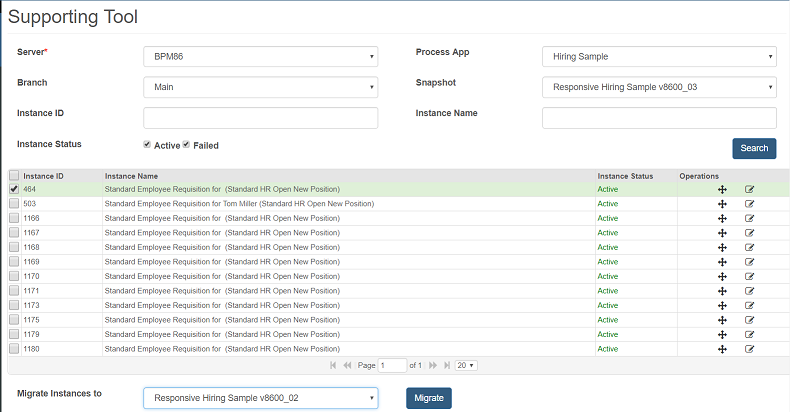 Supporting Tool
Server* BPM86 Process App Hiring Sample
Branch Main Snapshot Responsive Hiring Sample v8600_03
Instance ID Instance Name
Instance Status Active Failed Search
Instance ID Instance Name Instance Status Operations
464 Standard Employee Requisition for (Standard HR Open New Position) Active
503 Standard Employee Requisition for Tom Miller (Standard HR Open New Position) Active
1166 Standard Employee Requisition for (Standard HR Open New Position) Active
1167 Standard Employee Requisition for (Standard HR Open New Position) Active
1168 Standard Employee Requisition for (Standard HR Open New Position) Active
1169 Standard Employee Requisition for (Standard HR Open New Position) Active
1170 Standard Employee Requisition for (Standard HR Open New Position) Active
1171 Standard Employee Requisition for (Standard HR Open New Position) Active
1173 Standard Employee Requisition for (Standard HR Open New Position) Active
1175 Standard Employee Requisition for (Standard HR Open New Position) Active
1179 Standard Employee Requisition for (Standard HR Open New Position) Active
1180 Standard Employee Requisition for (Standard HR Open New Position) Active
Page 1 of 1 20
Migrate Instances to Responsive Hiring Sample v8600_02 Migrate